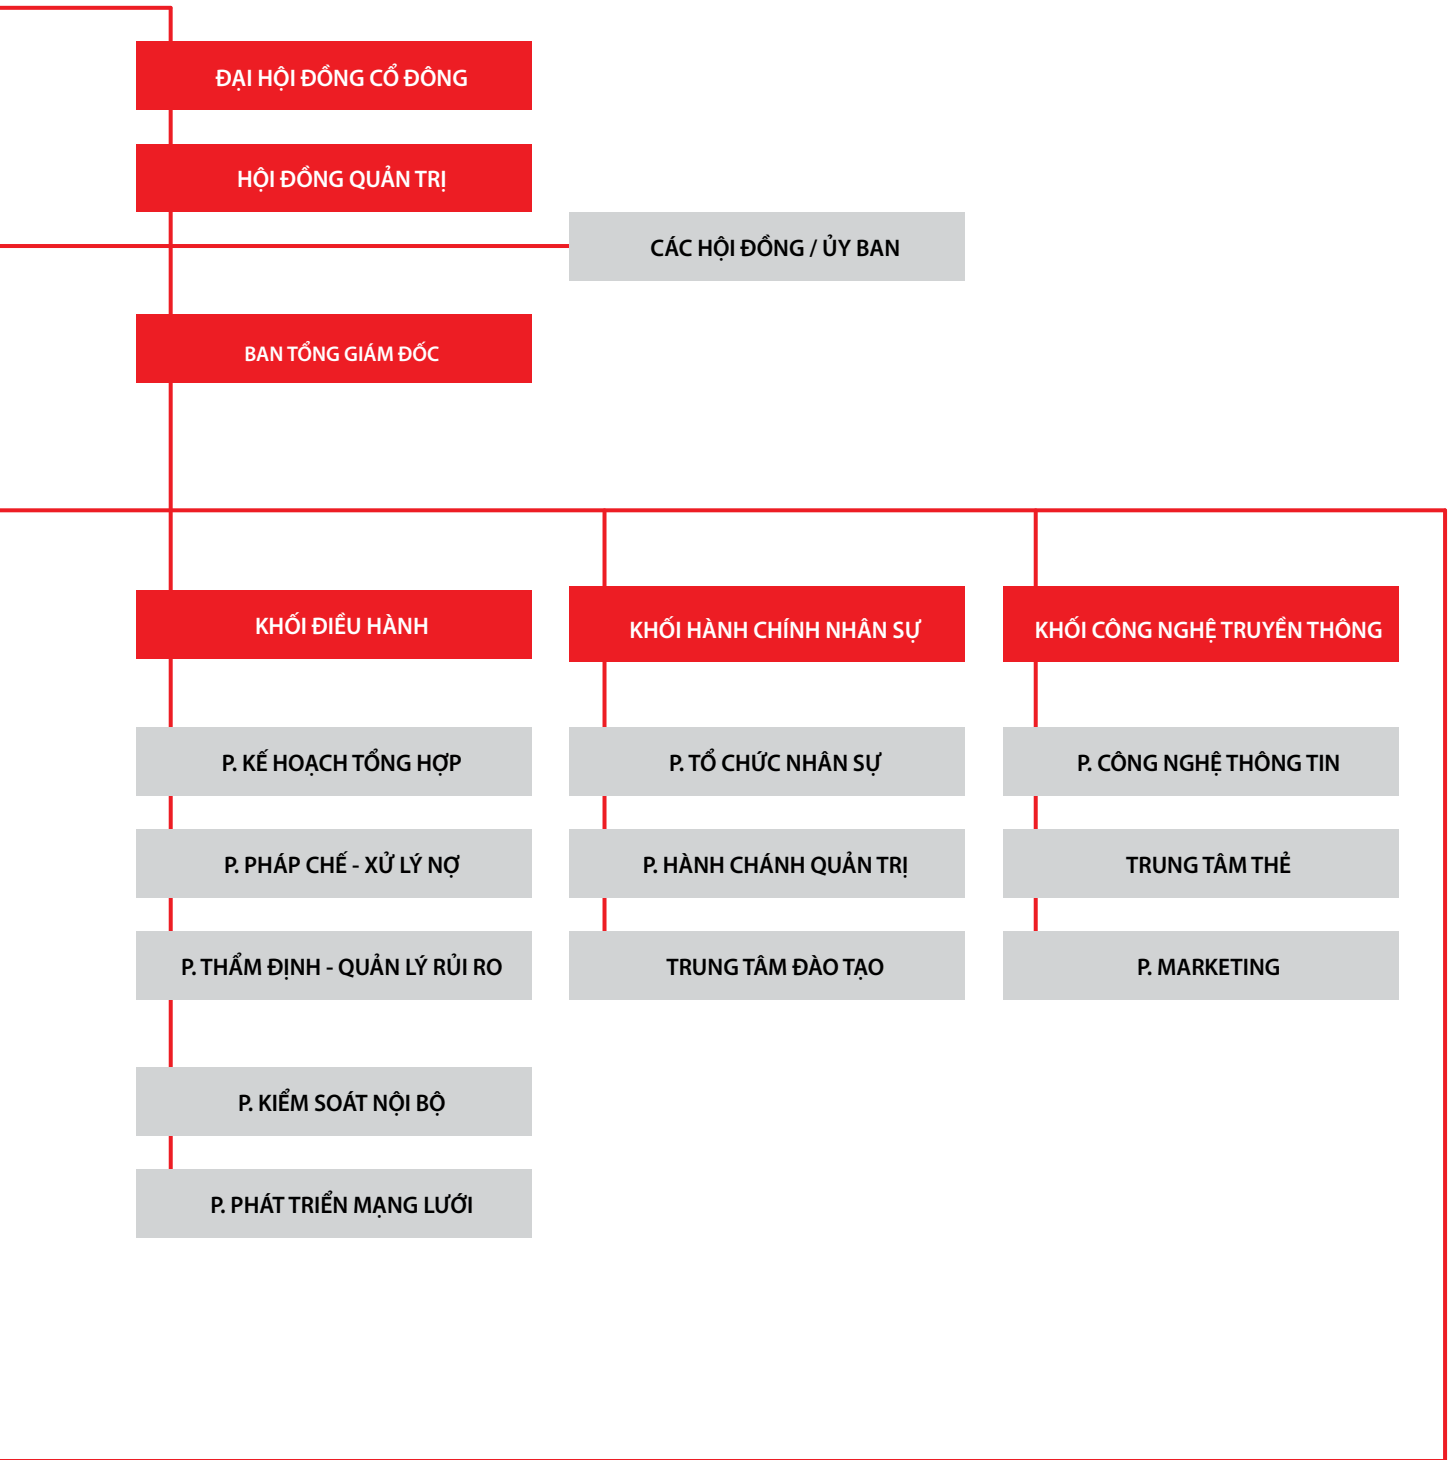 ĐẠI HỘI ĐỒNG CỔ ĐÔNG
HỘI ĐỒNG QUẢN TRỊ
CÁC HỘI ĐỒNG / ỦY BAN
BAN TỔNG GIÁM ĐỐC
KHỐI ĐIỀU HÀNH
P. KẾ HOẠCH TỔNG HỢP
P. PHÁP CHẾ - XỬ LÝ NỢ
P. THẨM ĐỊNH - QUẢN LÝ RỦI RO
P. KIỂM SOÁT NỘI BỘ
P. PHÁT TRIỂN MẠNG LƯỚI
KHỐI HÀNH CHÍNH NHÂN SỰ
P. TỔ CHỨC NHÂN SỰ
P. HÀNH CHÁNH QUẢN TRỊ
TRUNG TÂM ĐÀO TẠO
KHỐI CÔNG NGHỆ TRUYỀN THÔNG
P. CÔNG NGHỆ THÔNG TIN
TRUNG TÂM THẺ
P. MARKETING